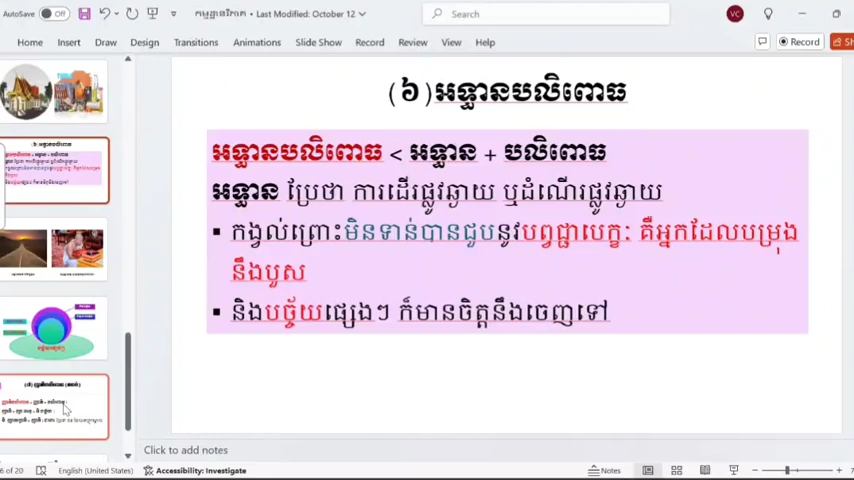 AutoSave Off កម្មដ្ឋានវិភាគ • Last Modified: October 12 Search VC
Home Insert Draw Design Transitions Animations Slide Show Record Review View Help Record Sh
(៦)អទ្ធានបលិពោធ
អទ្ធានបលិពោធ < អទ្ធាន + បលិពោធ
អទ្ធាន ប្រែថា ការដើរផ្លូវឆ្ងាយ ឬដំណើរផ្លូវឆ្ងាយ
▪ កង្វល់ព្រោះមិនទាន់បានជួបនូវបព្វជ្ជាបេក្ខៈ គឺអ្នកដែលបម្រុង
នឹងបួស
▪ និងបច្ច័យផ្សេងៗ ក៏មានចិត្តនឹងចេញទៅ
Click to add notes
6 of 20 English (United States) Accessibility: Investigate Notes 7